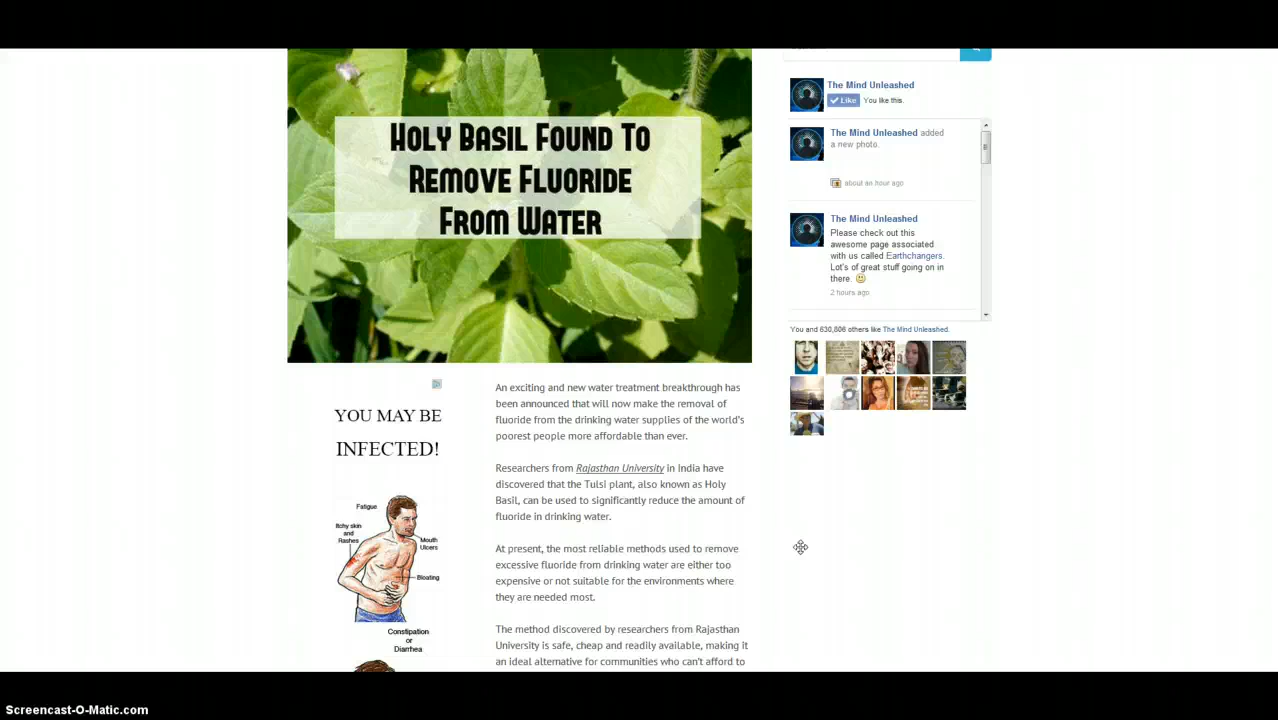 Holy Basil Found To
Remove Fluoride
From Water
YOU MAY BE
INFECTED!
Fatigue
Itchy skin
and
Rashes
Mouth
Ulcers
Bloating
Constipation
or
Diarrhea
An exciting and new water treatment breakthrough has
been announced that will now make the removal of
fluoride from the drinking water supplies of the world's
poorest people more affordable than ever.
Researchers from Rajasthan University in India have
discovered that the Tulsi plant, also known as Holy
Basil, can be used to significantly reduce the amount of
fluoride in drinking water.
At present, the most reliable methods used to remove
excessive fluoride from drinking water are either too
expensive or not suitable for the environments where
they are needed most.
The method discovered by researchers from Rajasthan
University is safe, cheap and readily available, making it
an ideal alternative for communities who can't afford to
The Mind Unleashed
Like You like this.
The Mind Unleashed added
a new photo.
about an hour ago
The Mind Unleashed
Please check out this
awesome page associated
with us called Earthchangers.
Lot's of great stuff going on in
there.
2 hours ago
You and 630,806 others like The Mind Unleashed.
Screencast-O-Matic.com